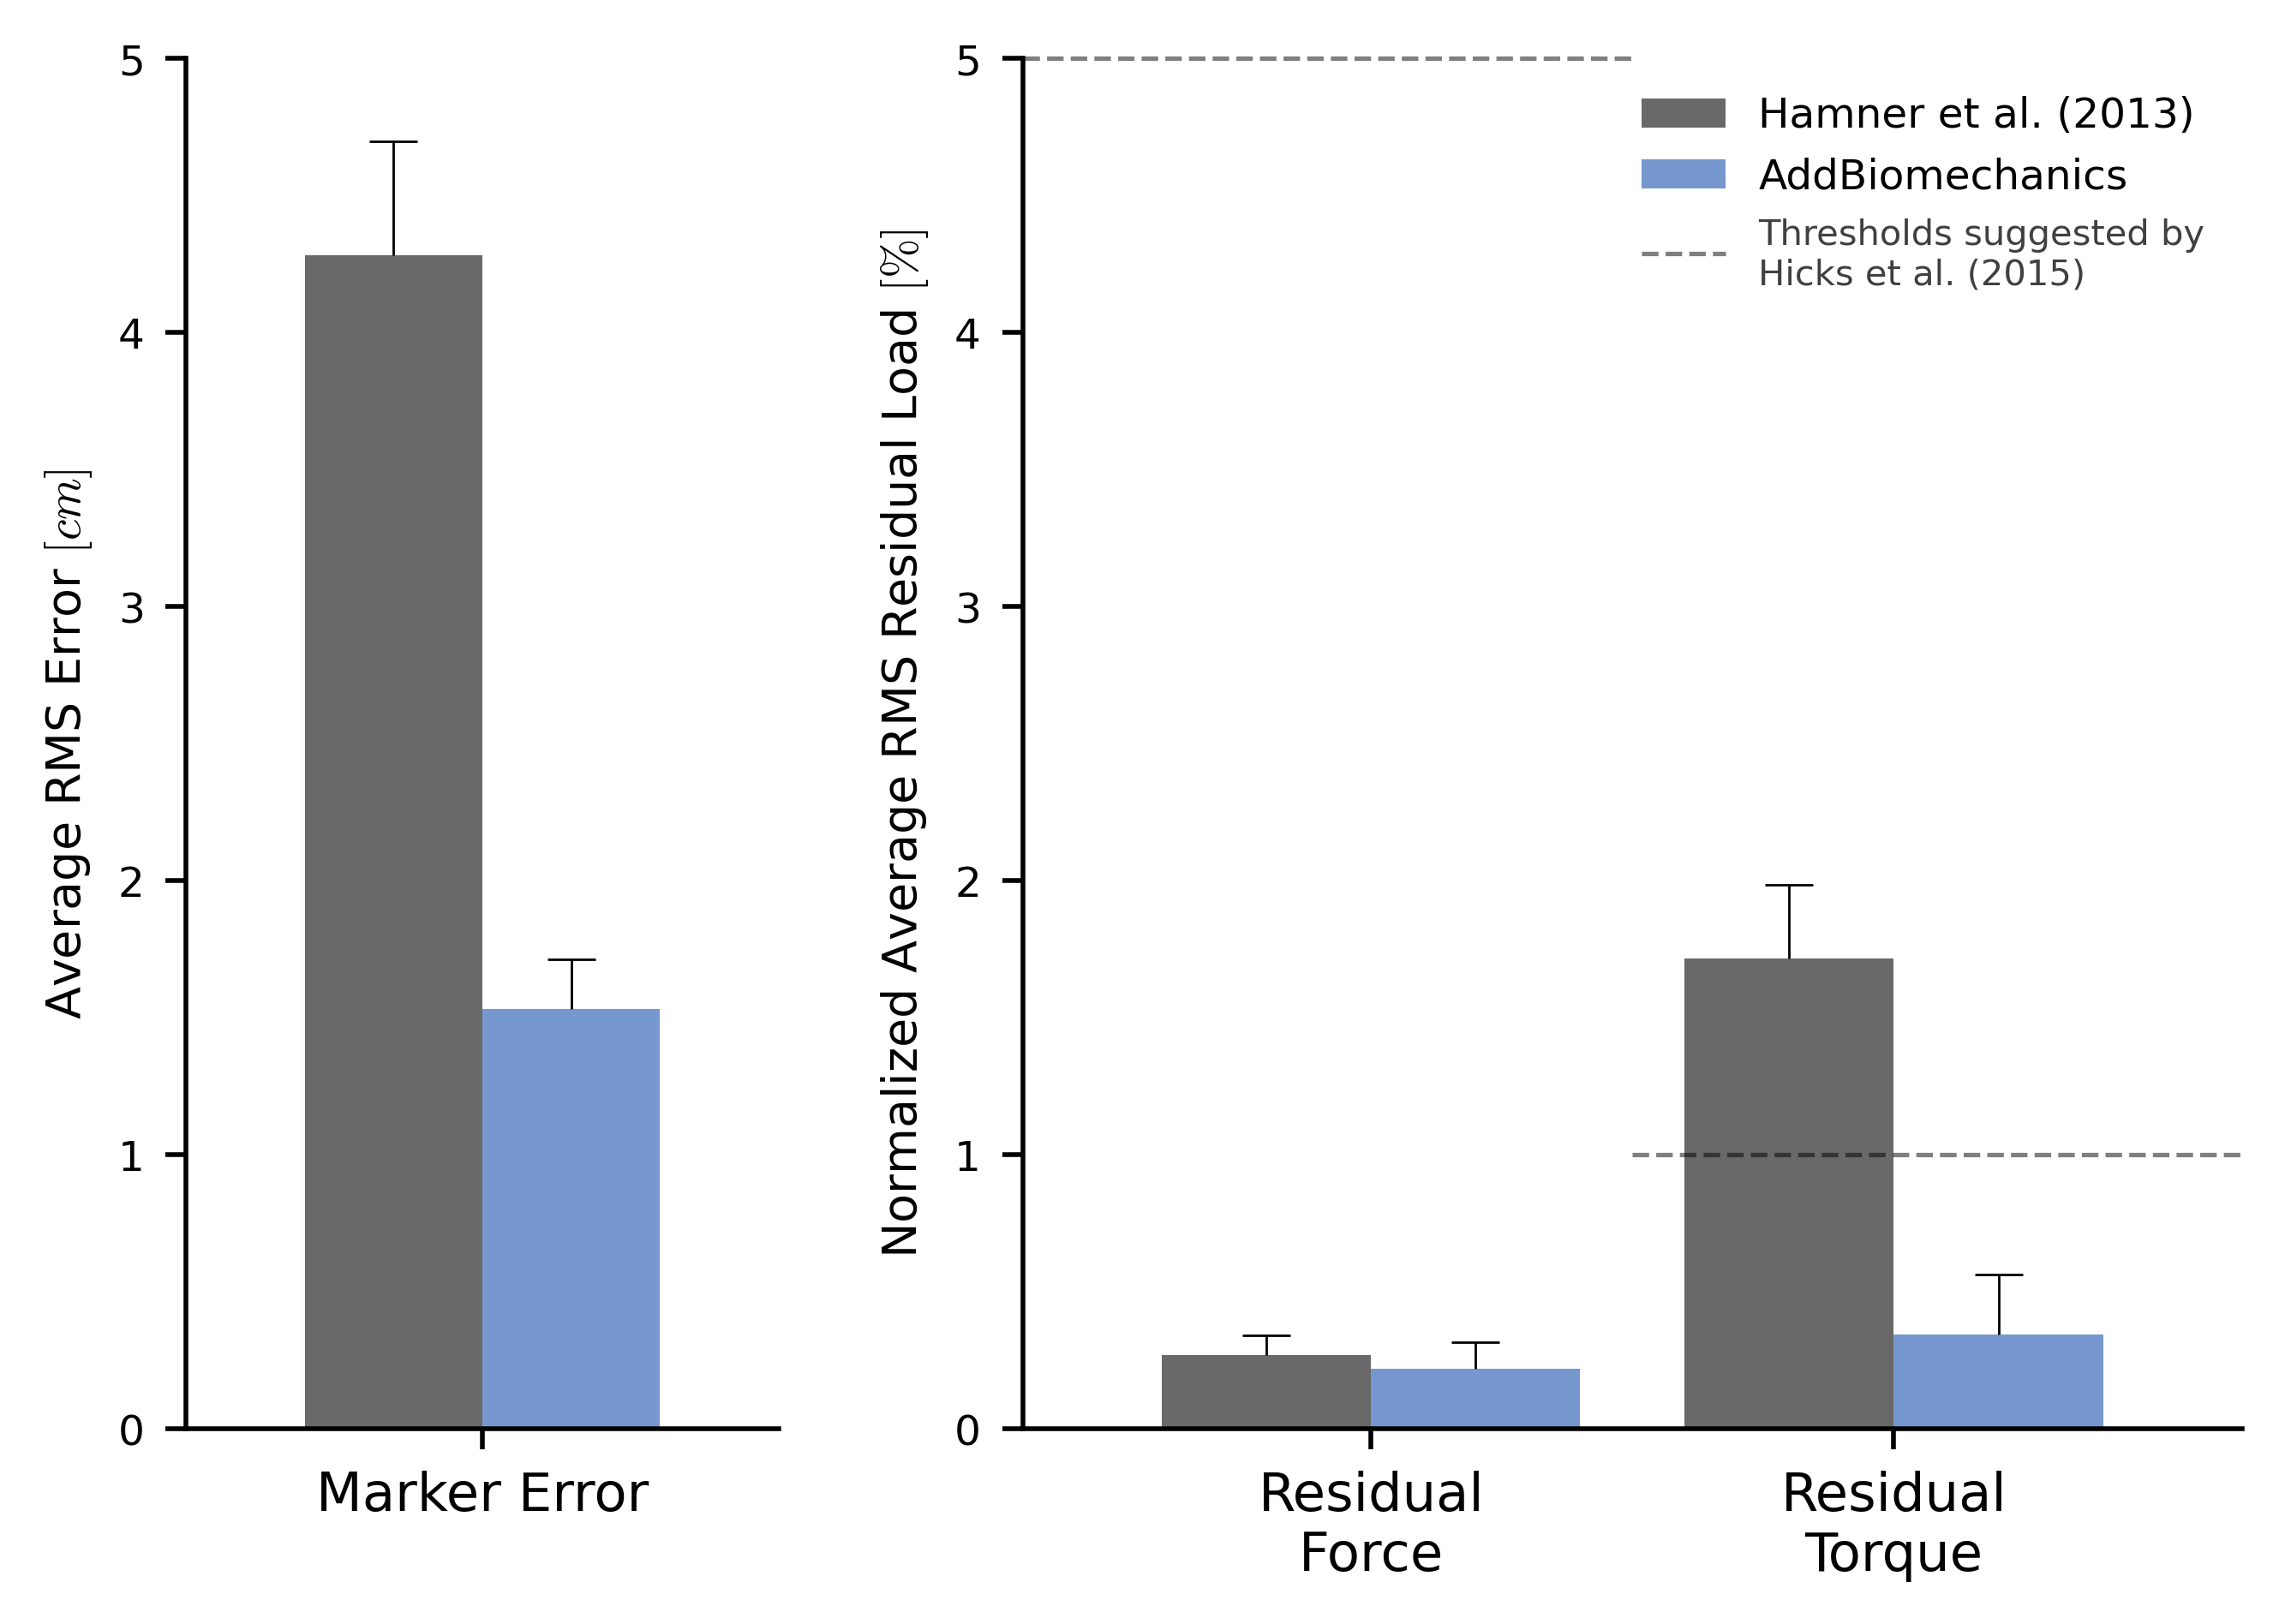 Average RMS Error [cm]
5
4
3
2
1
0
Marker Error
Normalized Average RMS Residual Load [%]
5
4
3
2
1
0
Hamner et al. (2013)
AddBiomechanics
Thresholds suggested by
Hicks et al. (2015)
Residual
Force
Residual
Torque